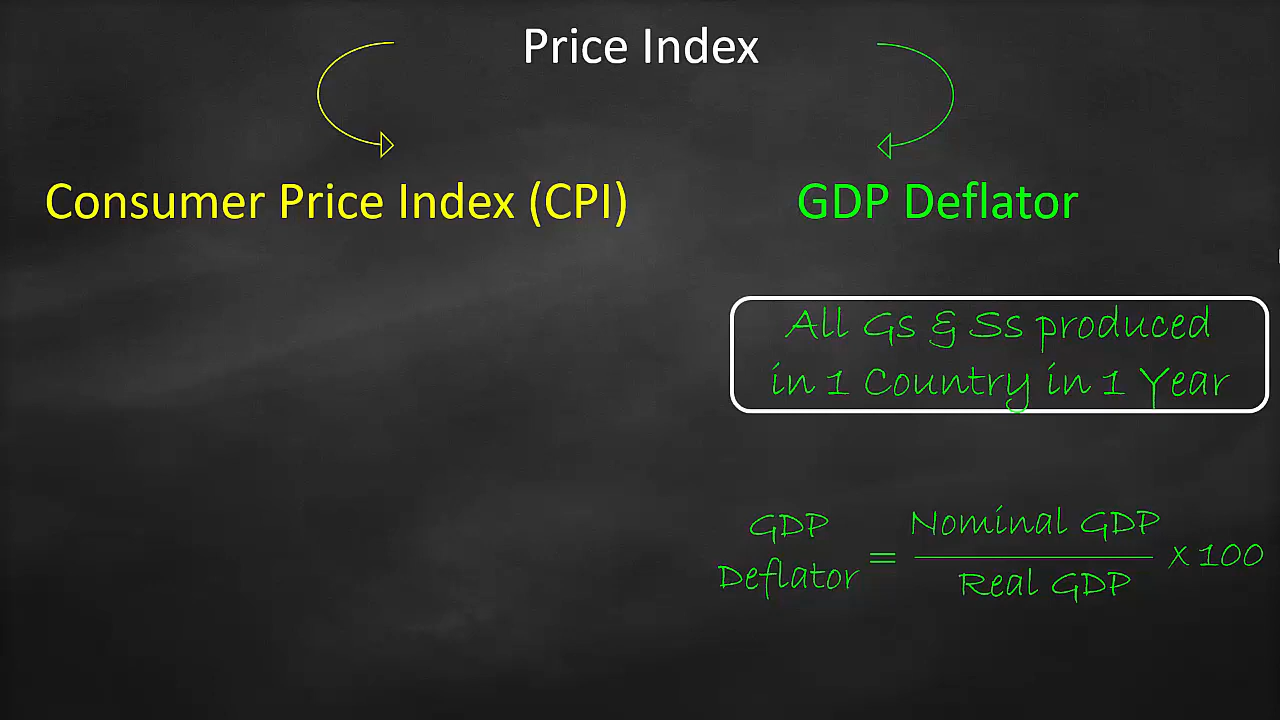 Price Index
Consumer Price Index (CPI)
GDP Deflator
All Gs & Ss produced
in 1 Country in 1 Year
GDP
Deflator
=
Nominal GDP
Real GDP
x 100